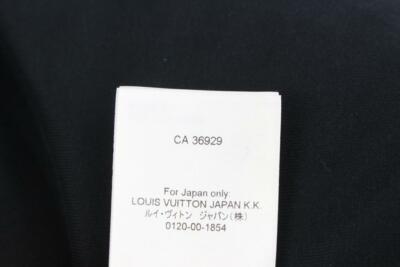 CA 36929
For Japan only:
LOUIS VUITTON JAPAN K.K.
ルイ・ヴィトン ジャパン(株)
0120-00-1854